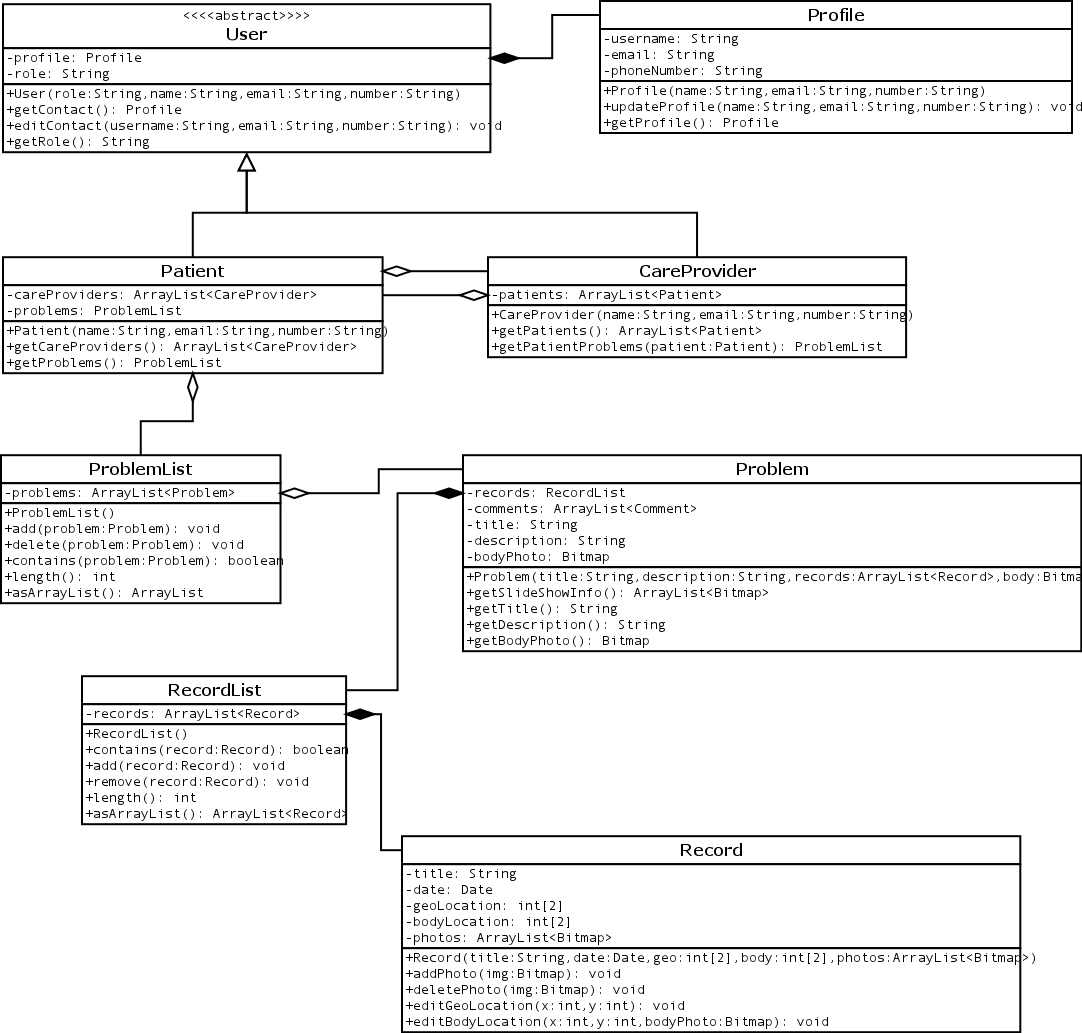 <<<<abstract>>>>
User
-profile: Profile
-role: String
+User(role:String,name:String,email:String,number:String)
+getContact(): Profile
+editContact(username:String,email:String,number:String): void
+getRole(): String
Profile
-username: String
-email: String
-phoneNumber: String
+Profile(name:String,email:String,number:String)
+updateProfile(name:String,email:String,number:String): void
+getProfile(): Profile
Patient
-careProviders: ArrayList<CareProvider>
-problems: ProblemList
+Patient(name:String,email:String,number:String)
+getCareProviders(): ArrayList<CareProvider>
+getProblems(): ProblemList
CareProvider
-patients: ArrayList<Patient>
+CareProvider(name:String,email:String,number:String)
+getPatients(): ArrayList<Patient>
+getPatientProblems(patient:Patient): ProblemList
ProblemList
-problems: ArrayList<Problem>
+ProblemList()
+add(problem:Problem): void
+delete(problem:Problem): void
+contains(problem:Problem): boolean
+length(): int
+asArrayList(): ArrayList
Problem
-records: RecordList
-comments: ArrayList<Comment>
-title: String
-description: String
-bodyPhoto: Bitmap
+Problem(title:String,description:String,records:ArrayList<Record>,body:Bitma
+getSlideShowInfo(): ArrayList<Bitmap>
+getTitle(): String
+getDescription(): String
+getBodyPhoto(): Bitmap
RecordList
-records: ArrayList<Record>
+RecordList()
+contains(record:Record): boolean
+add(record:Record): void
+remove(record:Record): void
+length(): int
+asArrayList(): ArrayList<Record>
Record
-title: String
-date: Date
-geoLocation: int[2]
-bodyLocation: int[2]
-photos: ArrayList<Bitmap>
+Record(title:String,date:Date,geo:int[2],body:int[2],photos:ArrayList<Bitmap>)
+addPhoto(img:Bitmap): void
+deletePhoto(img:Bitmap): void
+editGeoLocation(x:int,y:int): void
+editBodyLocation(x:int,y:int,bodyPhoto:Bitmap): void